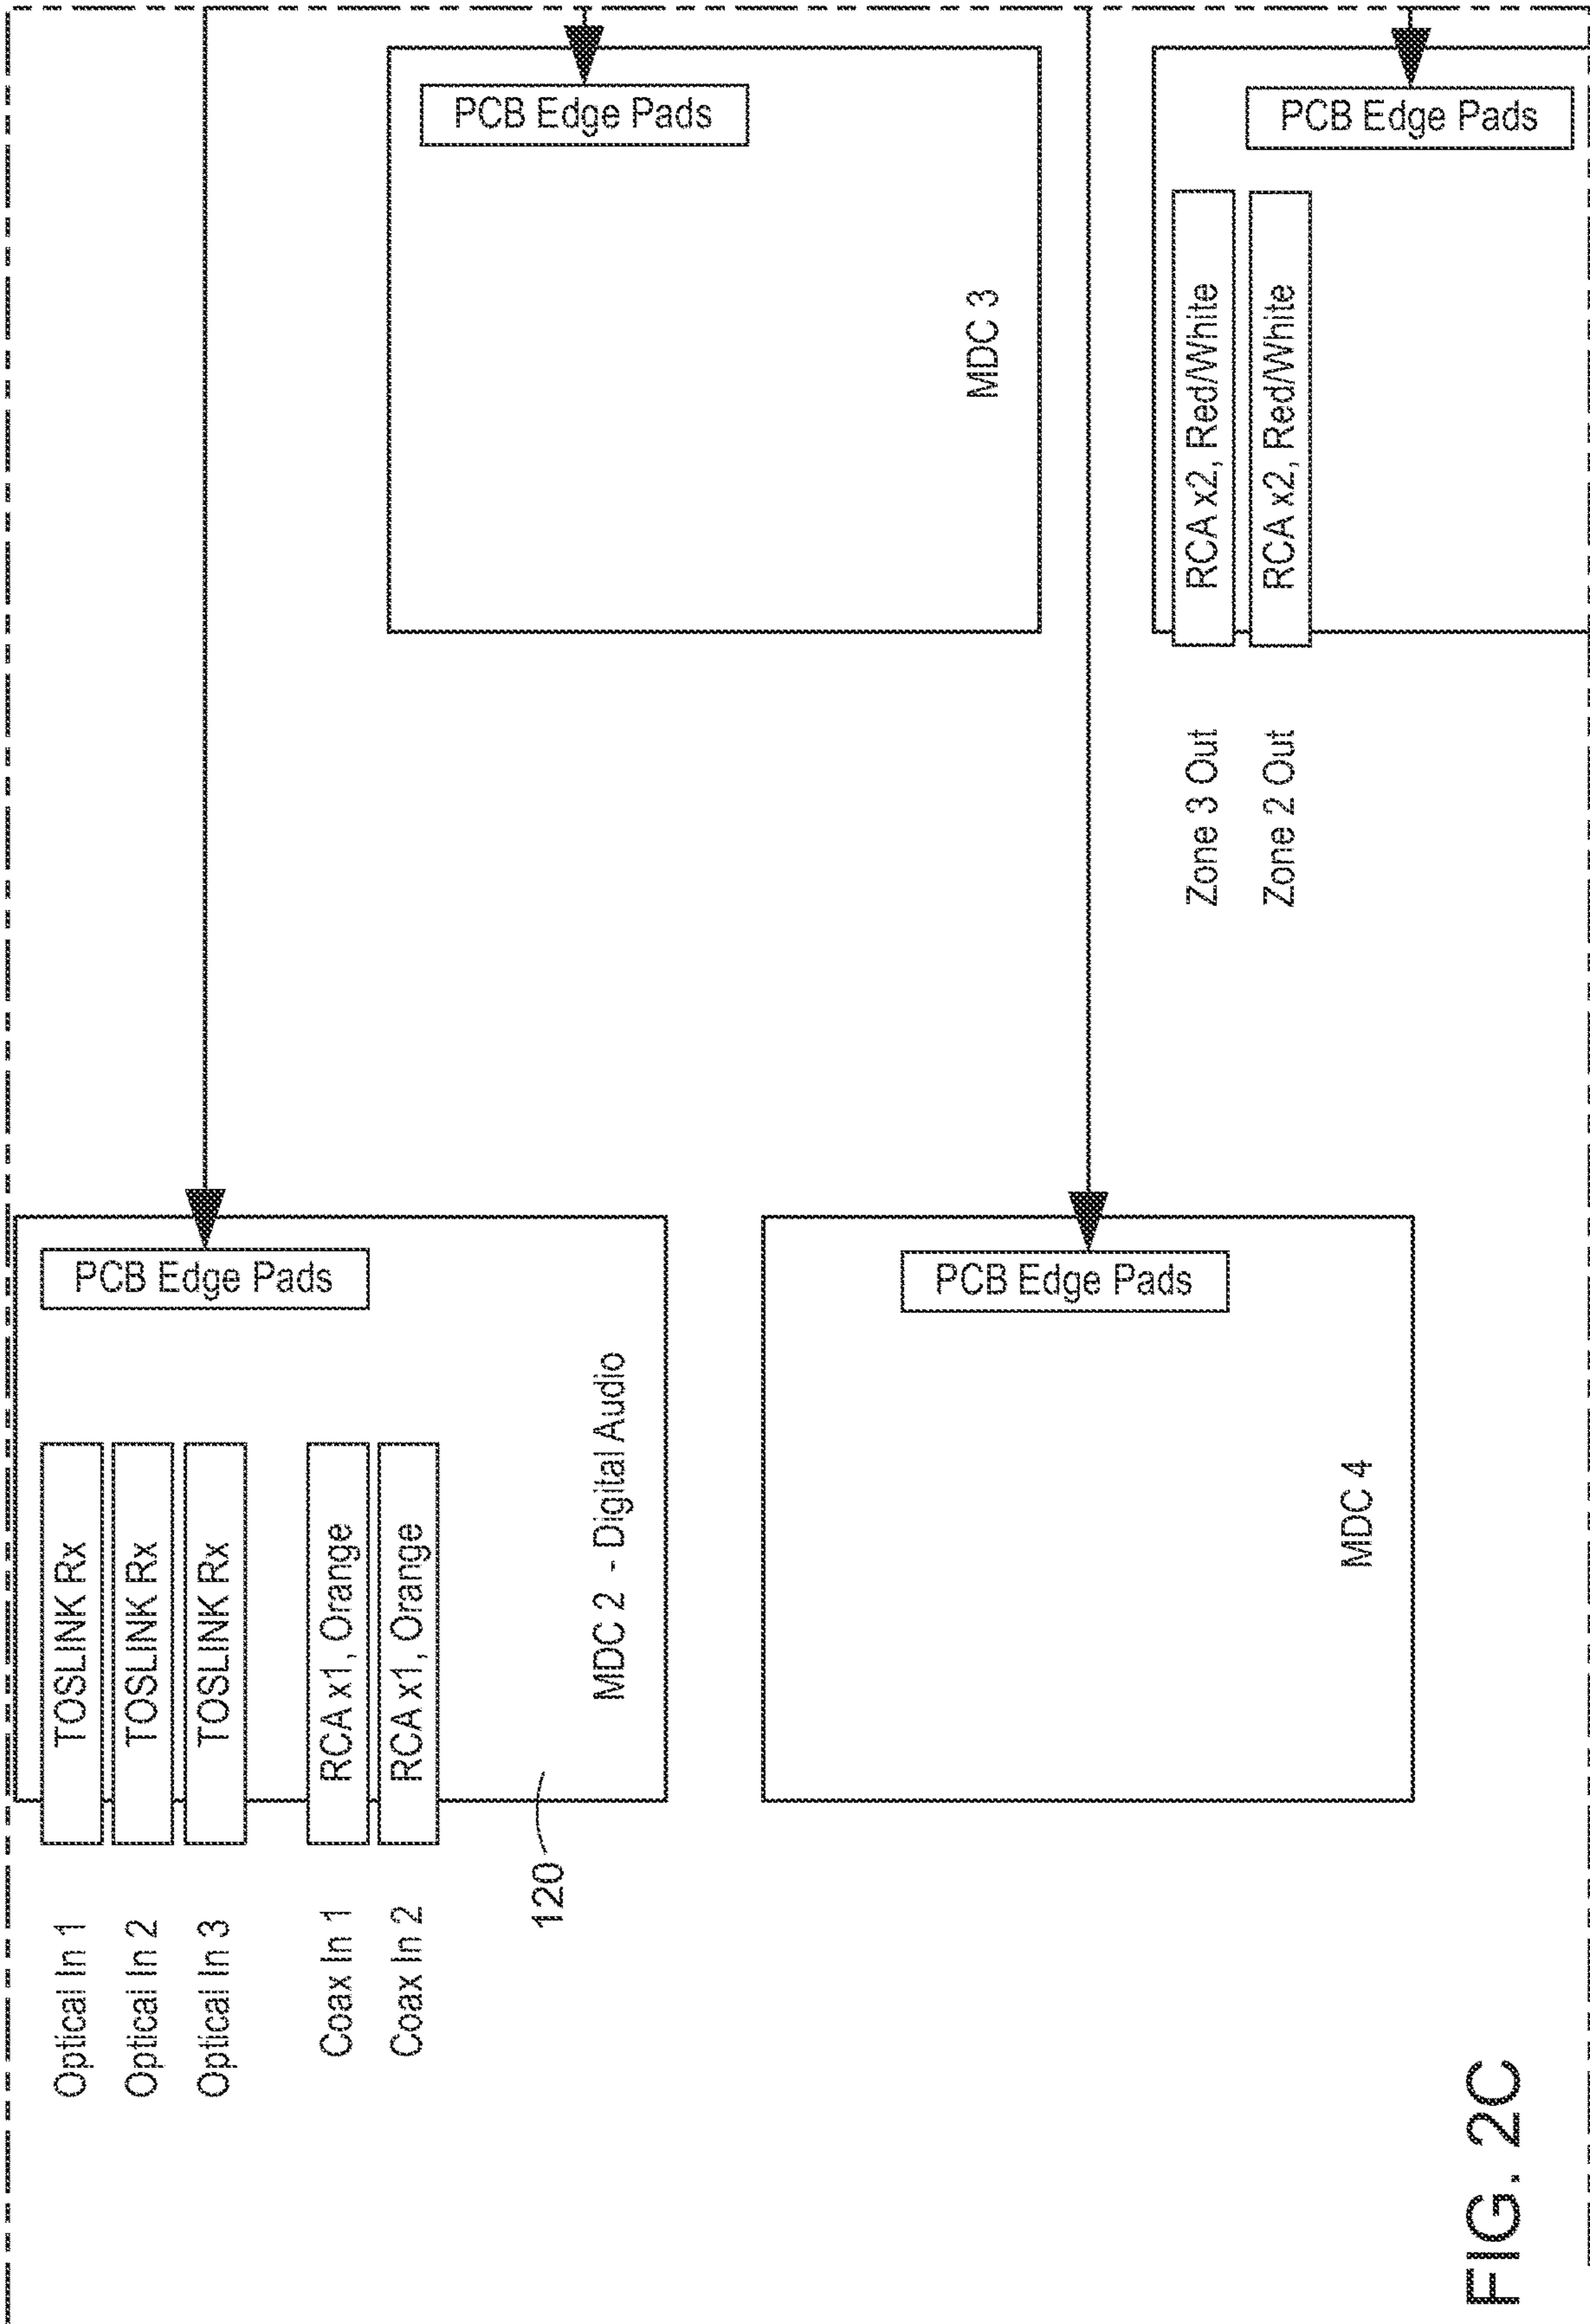 Optical In 1
TOSLINK Rx
PCB Edge Pads
Optical In 2
TOSLINK Rx
Optical In 3
TOSLINK Rx
Coax In 1
RCA x1, Orange
Coax In 2
RCA x1, Orange
120
MDC 2 - Digital Audio
PCB Edge Pads
MDC 3
PCB Edge Pads
MDC 4
Zone 3 Out
RCA x2, Red/White
Zone 2 Out
RCA x2, Red/White
PCB Edge Pads
FIG. 2C